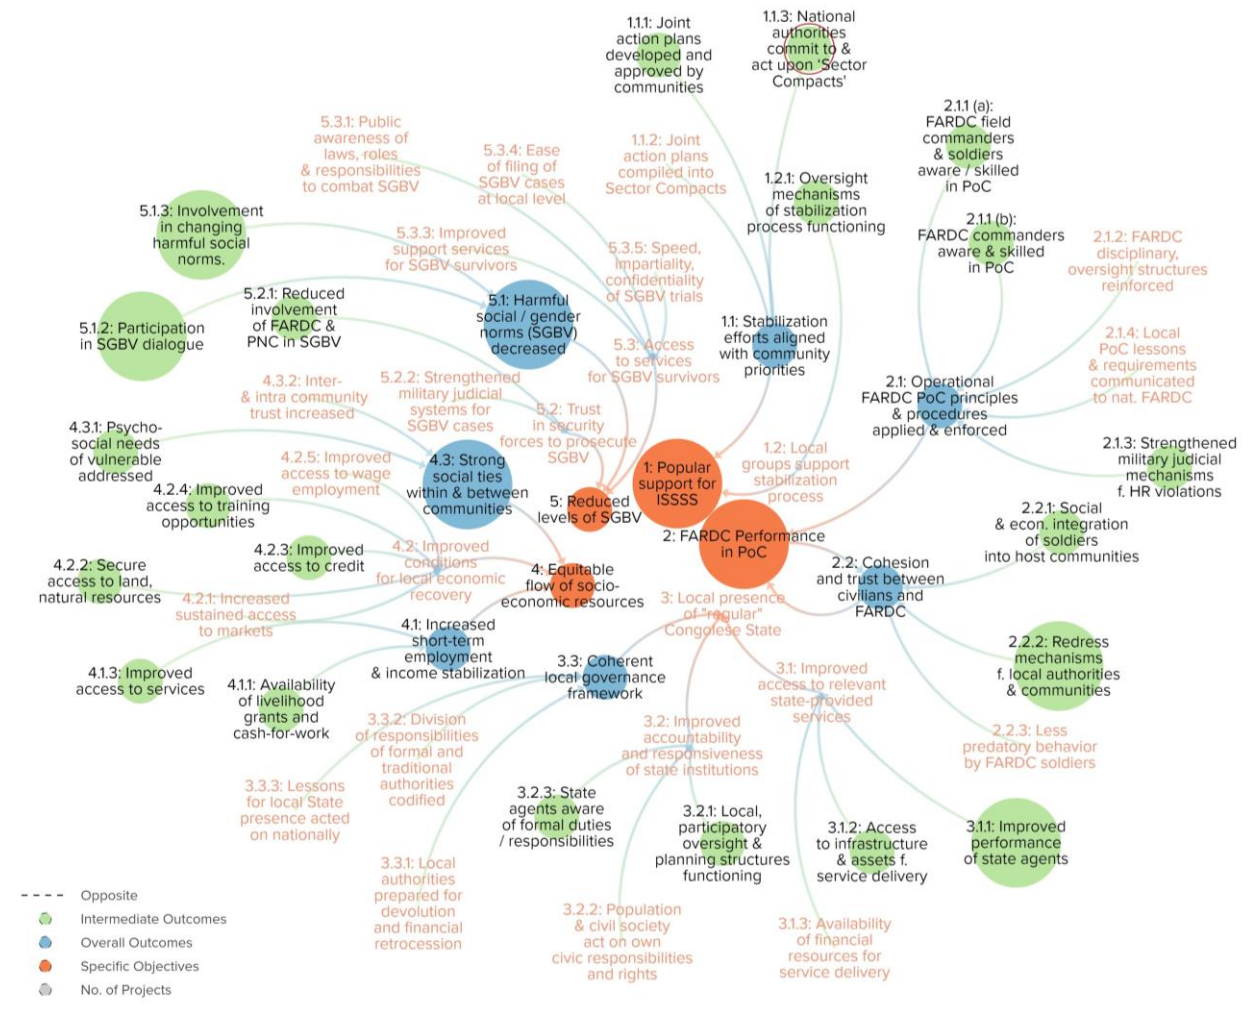 1.1.1: Joint
action plans
developed and
approved by
communities
1.1.3: National
authorities
commit to &
act upon 'Sector
Compacts'
2.1.1 (a):
FARDC field
commanders
& soldiers
aware / skilled
in PoC
5.3.1: Public
awareness of
laws, roles
& responsibilities
to combat SGBV
5.3.4: Ease
of filing of
SGBV cases
at local level
1.1.2: Joint
action plans
compiled into
Sector Compacts
1.2.1: Oversight
mechanisms
of stabilization
process functioning
5.1.3: Involvement
in changing
harmful social
norms.
5.3.3: Improved
support services
for SGBV survivors
5.3.5: Speed,
impartiality,
confidentiality
of SGBV trials
2.1.1 (b):
FARDC commanders
aware & skilled
in PoC
2.1.2: FARDC
disciplinary,
oversight structures
reinforced
5.2.1: Reduced
involvement
of FARDC &
PNC in SGBV
5.1: Harmful
social / gender
norms (SGBV)
decreased
5.1.2: Participation
in SGBV dialogue
1.1: Stabilization
efforts aligned
with community
priorities
2.1.4: Local
PoC lessons
& requirements
communicated
to nat. FARDC
5.3: Access
to services
for SGBV survivors
4.3.2: Inter-
& intra community
trust increased
5.2.2: Strengthened
military judicial
systems for
SGBV cases
5.2: Trust
in security
forces to prosecute
SGBV
2.1: Operational
FARDC PoC principles
& procedures
applied & enforced
4.3.1: Psycho-
social needs
of vulnerable
addressed
4.2.5: Improved
access to wage
employment
4.3: Strong
social ties
within & between
communities
1: Popular
support for
ISSSS
1.2: Local
groups support
stabilization
process
2.1.3: Strengthened
military judicial
mechanisms
f. HR violations
4.2.4: Improved
access to training
opportunities
5: Reduced
levels of SGBV
2.2.1: Social
& econ. integration
of soldiers
into host communities
4.2.3: Improved
access to credit
4.2: Improved
conditions
for local economic
recovery
2: FARDC Performance
in PoC
4.2.2: Secure
access to land,
natural resources
4: Equitable
flow of socio-
economic resources
2.2: Cohesion
and trust between
civilians and
FARDC
4.2.1: Increased
sustained access
to markets
3: Local presence
of "regular"
Congolese State
4.1: Increased
short-term
employment
& income stabilization
2.2.2: Redress
mechanisms
f. local authorities
& communities
4.1.3: Improved
access to services
4.1.1: Availability
of livelihood
grants and
cash-for-work
3.3: Coherent
local governance
framework
3.1: Improved
access to relevant
state-provided
services
3.3.2: Division
of responsibilities
of formal and
traditional
authorities
codified
3.2: Improved
accountability
and responsiveness
of state institutions
2.2.3: Less
predatory behavior
by FARDC soldiers
3.3.3: Lessons
for local State
presence acted
on nationally
3.2.3: State
agents aware
of formal duties
/ responsibilities
3.2.1: Local,
participatory
oversight &
planning structures
functioning
3.1.2: Access
to infrastructure
& assets f.
service delivery
3.1.1: Improved
performance
of state agents
3.3.1: Local
authorities
prepared for
devolution
and financial
retrocession
3.2.2: Population
& civil society
act on own
civic responsibilities
and rights
3.1.3: Availability
of financial
resources for
service delivery
Opposite
Intermediate Outcomes
Overall Outcomes
Specific Objectives
No. of Projects